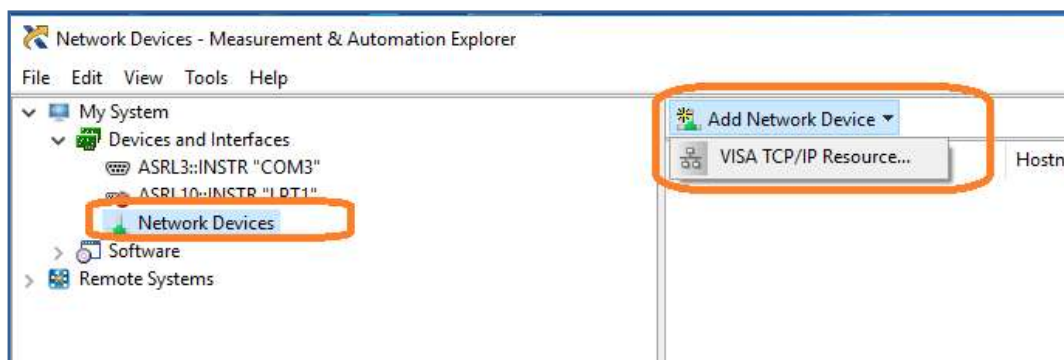 Network Devices - Measurement & Automation Explorer
File Edit View Tools Help
My System
Devices and Interfaces
ASRL3::INSTR "COM3"
ASRL10::INSTR "LPT1"
Network Devices
Software
Remote Systems
Add Network Device
VISA TCP/IP Resource...
Hostn